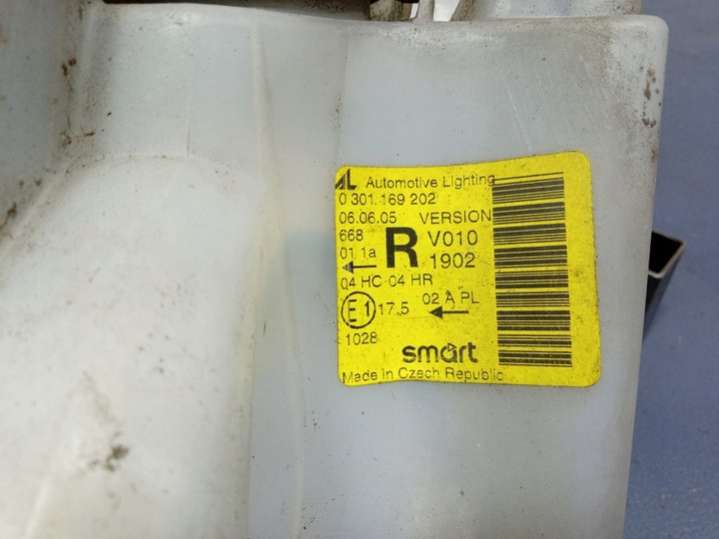 AL Automotive Lighting
0 301.169 202
06.06.05 VERSION
668 R V010
01 1a 1902
04 HC 04 HR
E1 17.5 02 A PL
1028 smart
Made in Czech Republic